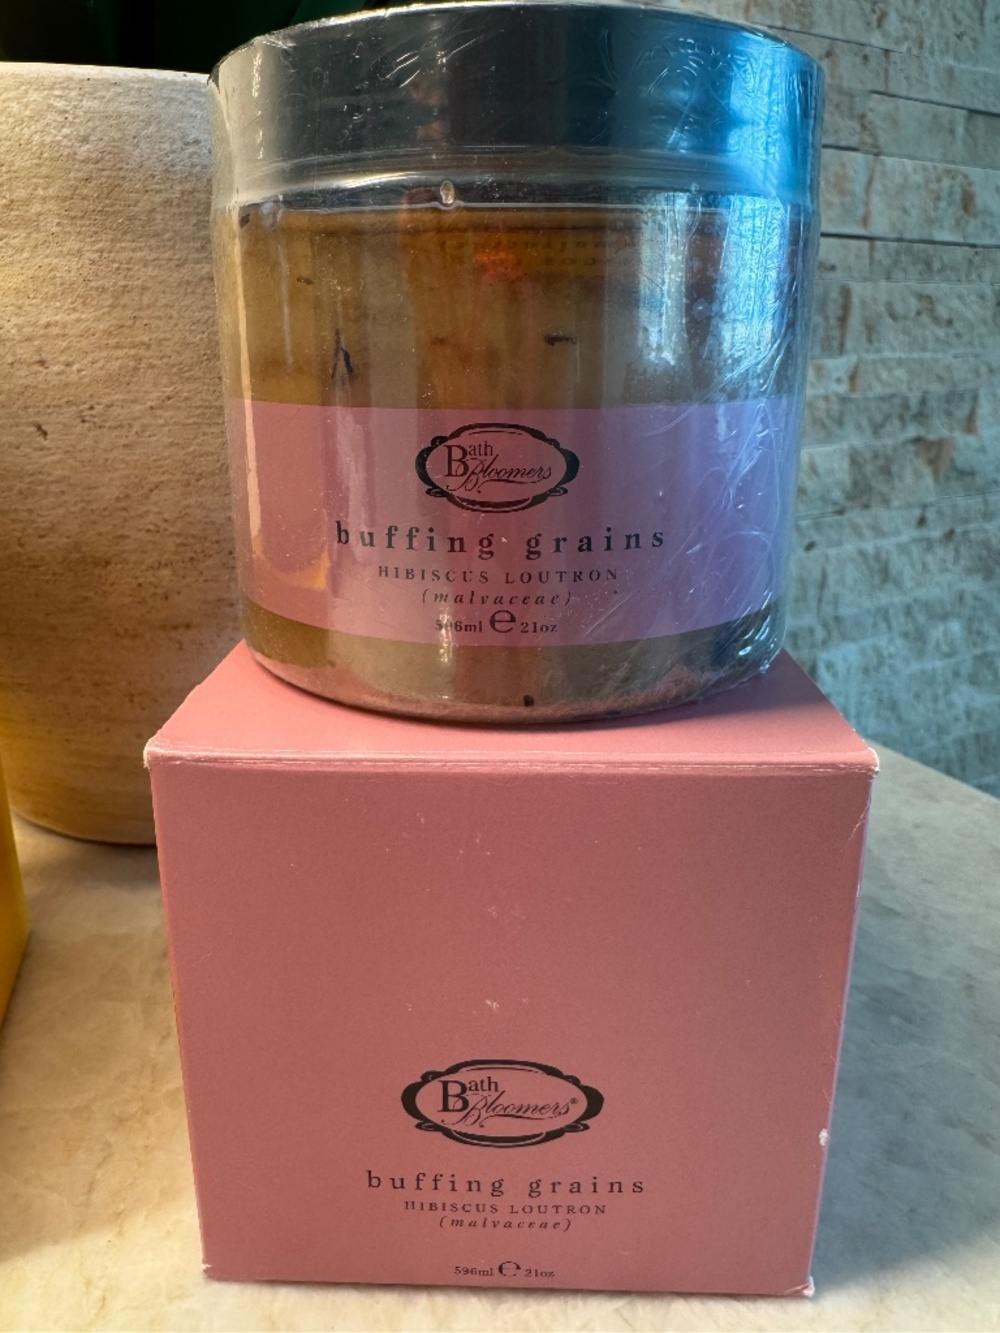 Bath
Bloomers
buffing grains
HIBISCUS LOUTRON
(malvaceae)
596ml e 21oz
Bath
Bloomers®
buffing grains
HIBISCUS LOUTRON
(malvaceae)
596ml e 21oz